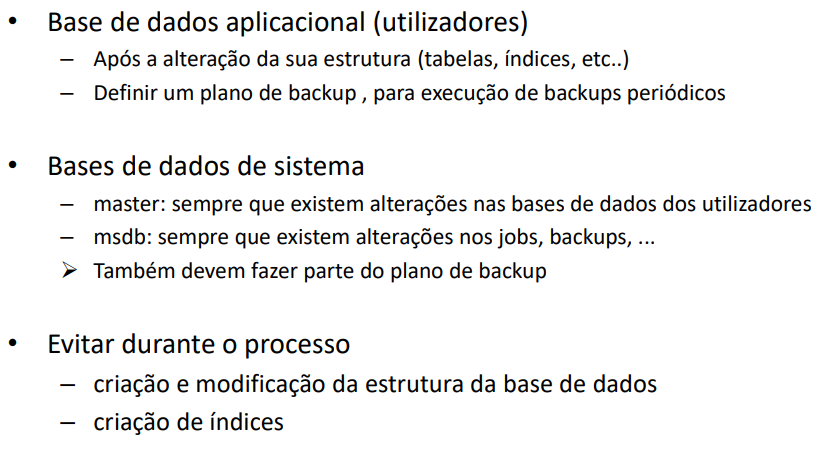 • Base de dados aplicacional (utilizadores)
– Após a alteração da sua estrutura (tabelas, índices, etc..)
– Definir um plano de backup , para execução de backups periódicos
• Bases de dados de sistema
– master: sempre que existem alterações nas bases de dados dos utilizadores
– msdb: sempre que existem alterações nos jobs, backups, ...
➢ Também devem fazer parte do plano de backup
• Evitar durante o processo
– criação e modificação da estrutura da base de dados
– criação de índices